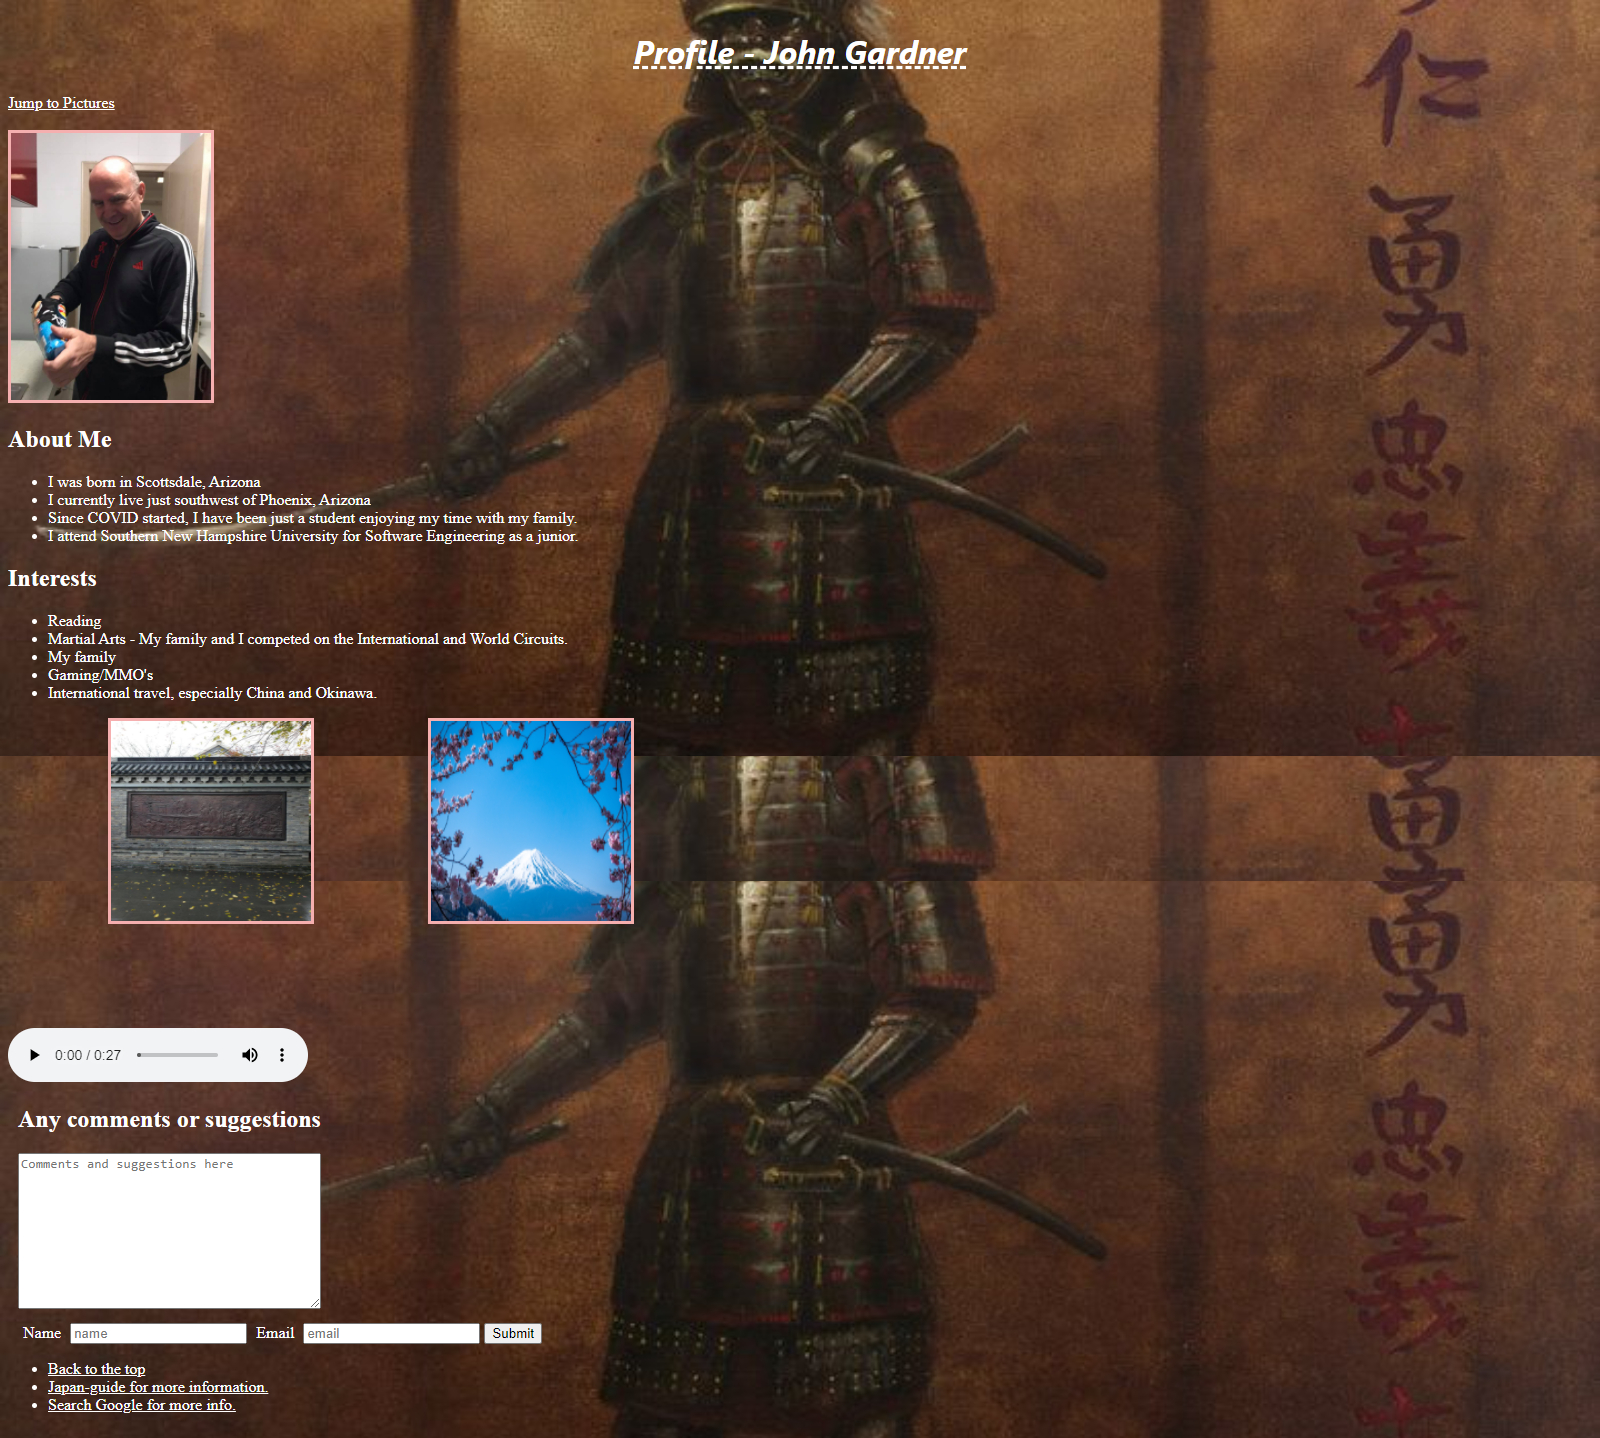 Profile - John Gardner
Jump to Pictures
仁
勇
忠
主
義
About Me
I was born in Scottsdale, Arizona
I currently live just southwest of Phoenix, Arizona
Since COVID started, I have been just a student enjoying my time with my family.
I attend Southern New Hampshire University for Software Engineering as a junior.
Interests
Reading
Martial Arts - My family and I competed on the International and World Circuits.
My family
Gaming/MMO's
International travel, especially China and Okinawa.
勇
勇
忠
主
義
0:00 / 0:27
Any comments or suggestions
Comments and suggestions here
Name name Email email Submit
Back to the top
Japan-guide for more information.
Search Google for more info.